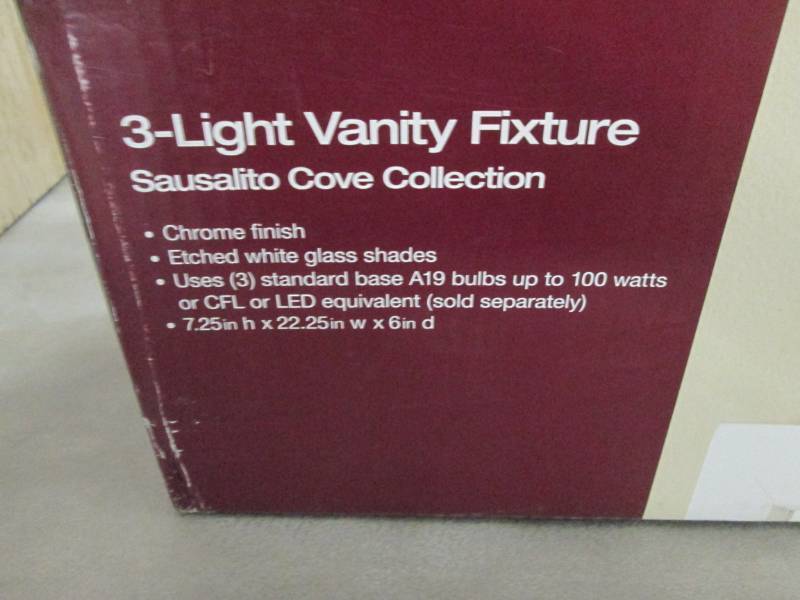 3-Light Vanity Fixture
Sausalito Cove Collection
• Chrome finish
• Etched white glass shades
• Uses (3) standard base A19 bulbs up to 100 watts
or CFL or LED equivalent (sold separately)
• 7.25in h x 22.25in w x 6in d